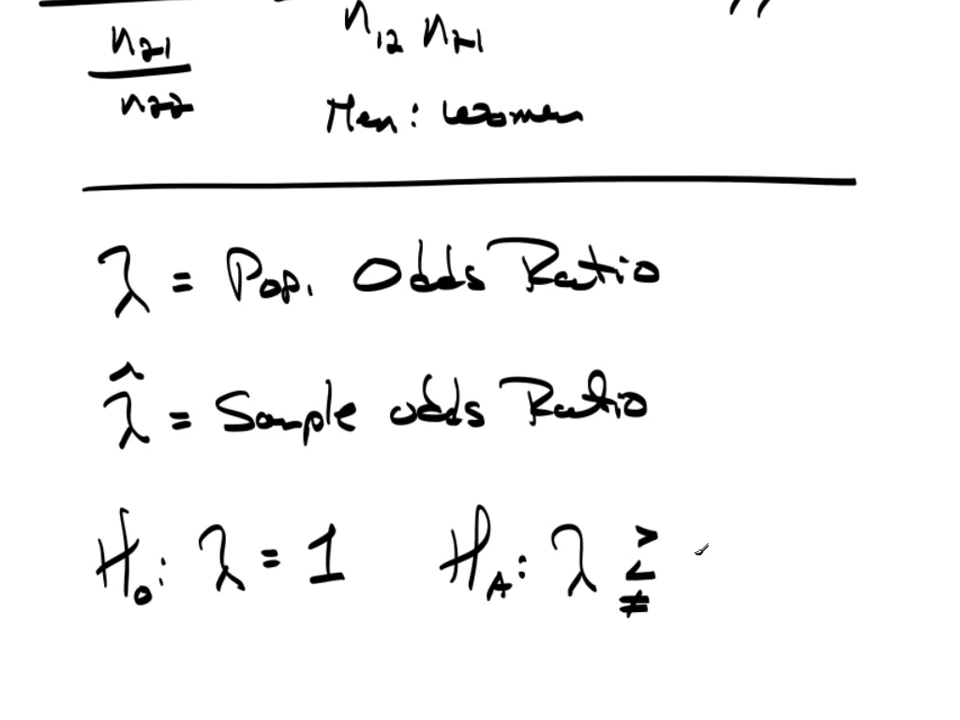 n21
n22
n12 n21
Men: Women
λ = Pop. Odds Ratio
λ̂ = Sample odds Ratio
H0: λ = 1 HA: λ > < ≠